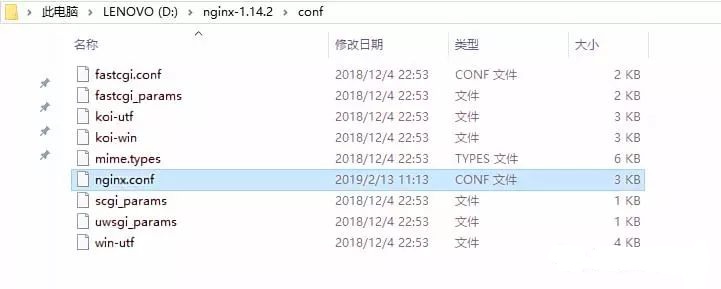 此电脑 > LENOVO (D:) > nginx-1.14.2 > conf
名称 修改日期 类型 大小
fastcgi.conf 2018/12/4 22:53 CONF 文件 2 KB
fastcgi_params 2018/12/4 22:53 文件 2 KB
koi-utf 2018/12/4 22:53 文件 3 KB
koi-win 2018/12/4 22:53 文件 3 KB
mime.types 2018/12/4 22:53 TYPES 文件 6 KB
nginx.conf 2019/2/13 11:13 CONF 文件 3 KB
scgi_params 2018/12/4 22:53 文件 1 KB
uwsgi_params 2018/12/4 22:53 文件 1 KB
win-utf 2018/12/4 22:53 文件 4 KB